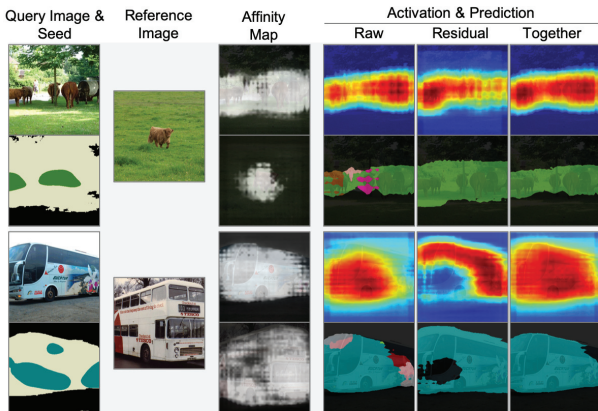 Query Image & Seed
Reference Image
Affinity Map
Activation & Prediction
Raw
Residual
Together